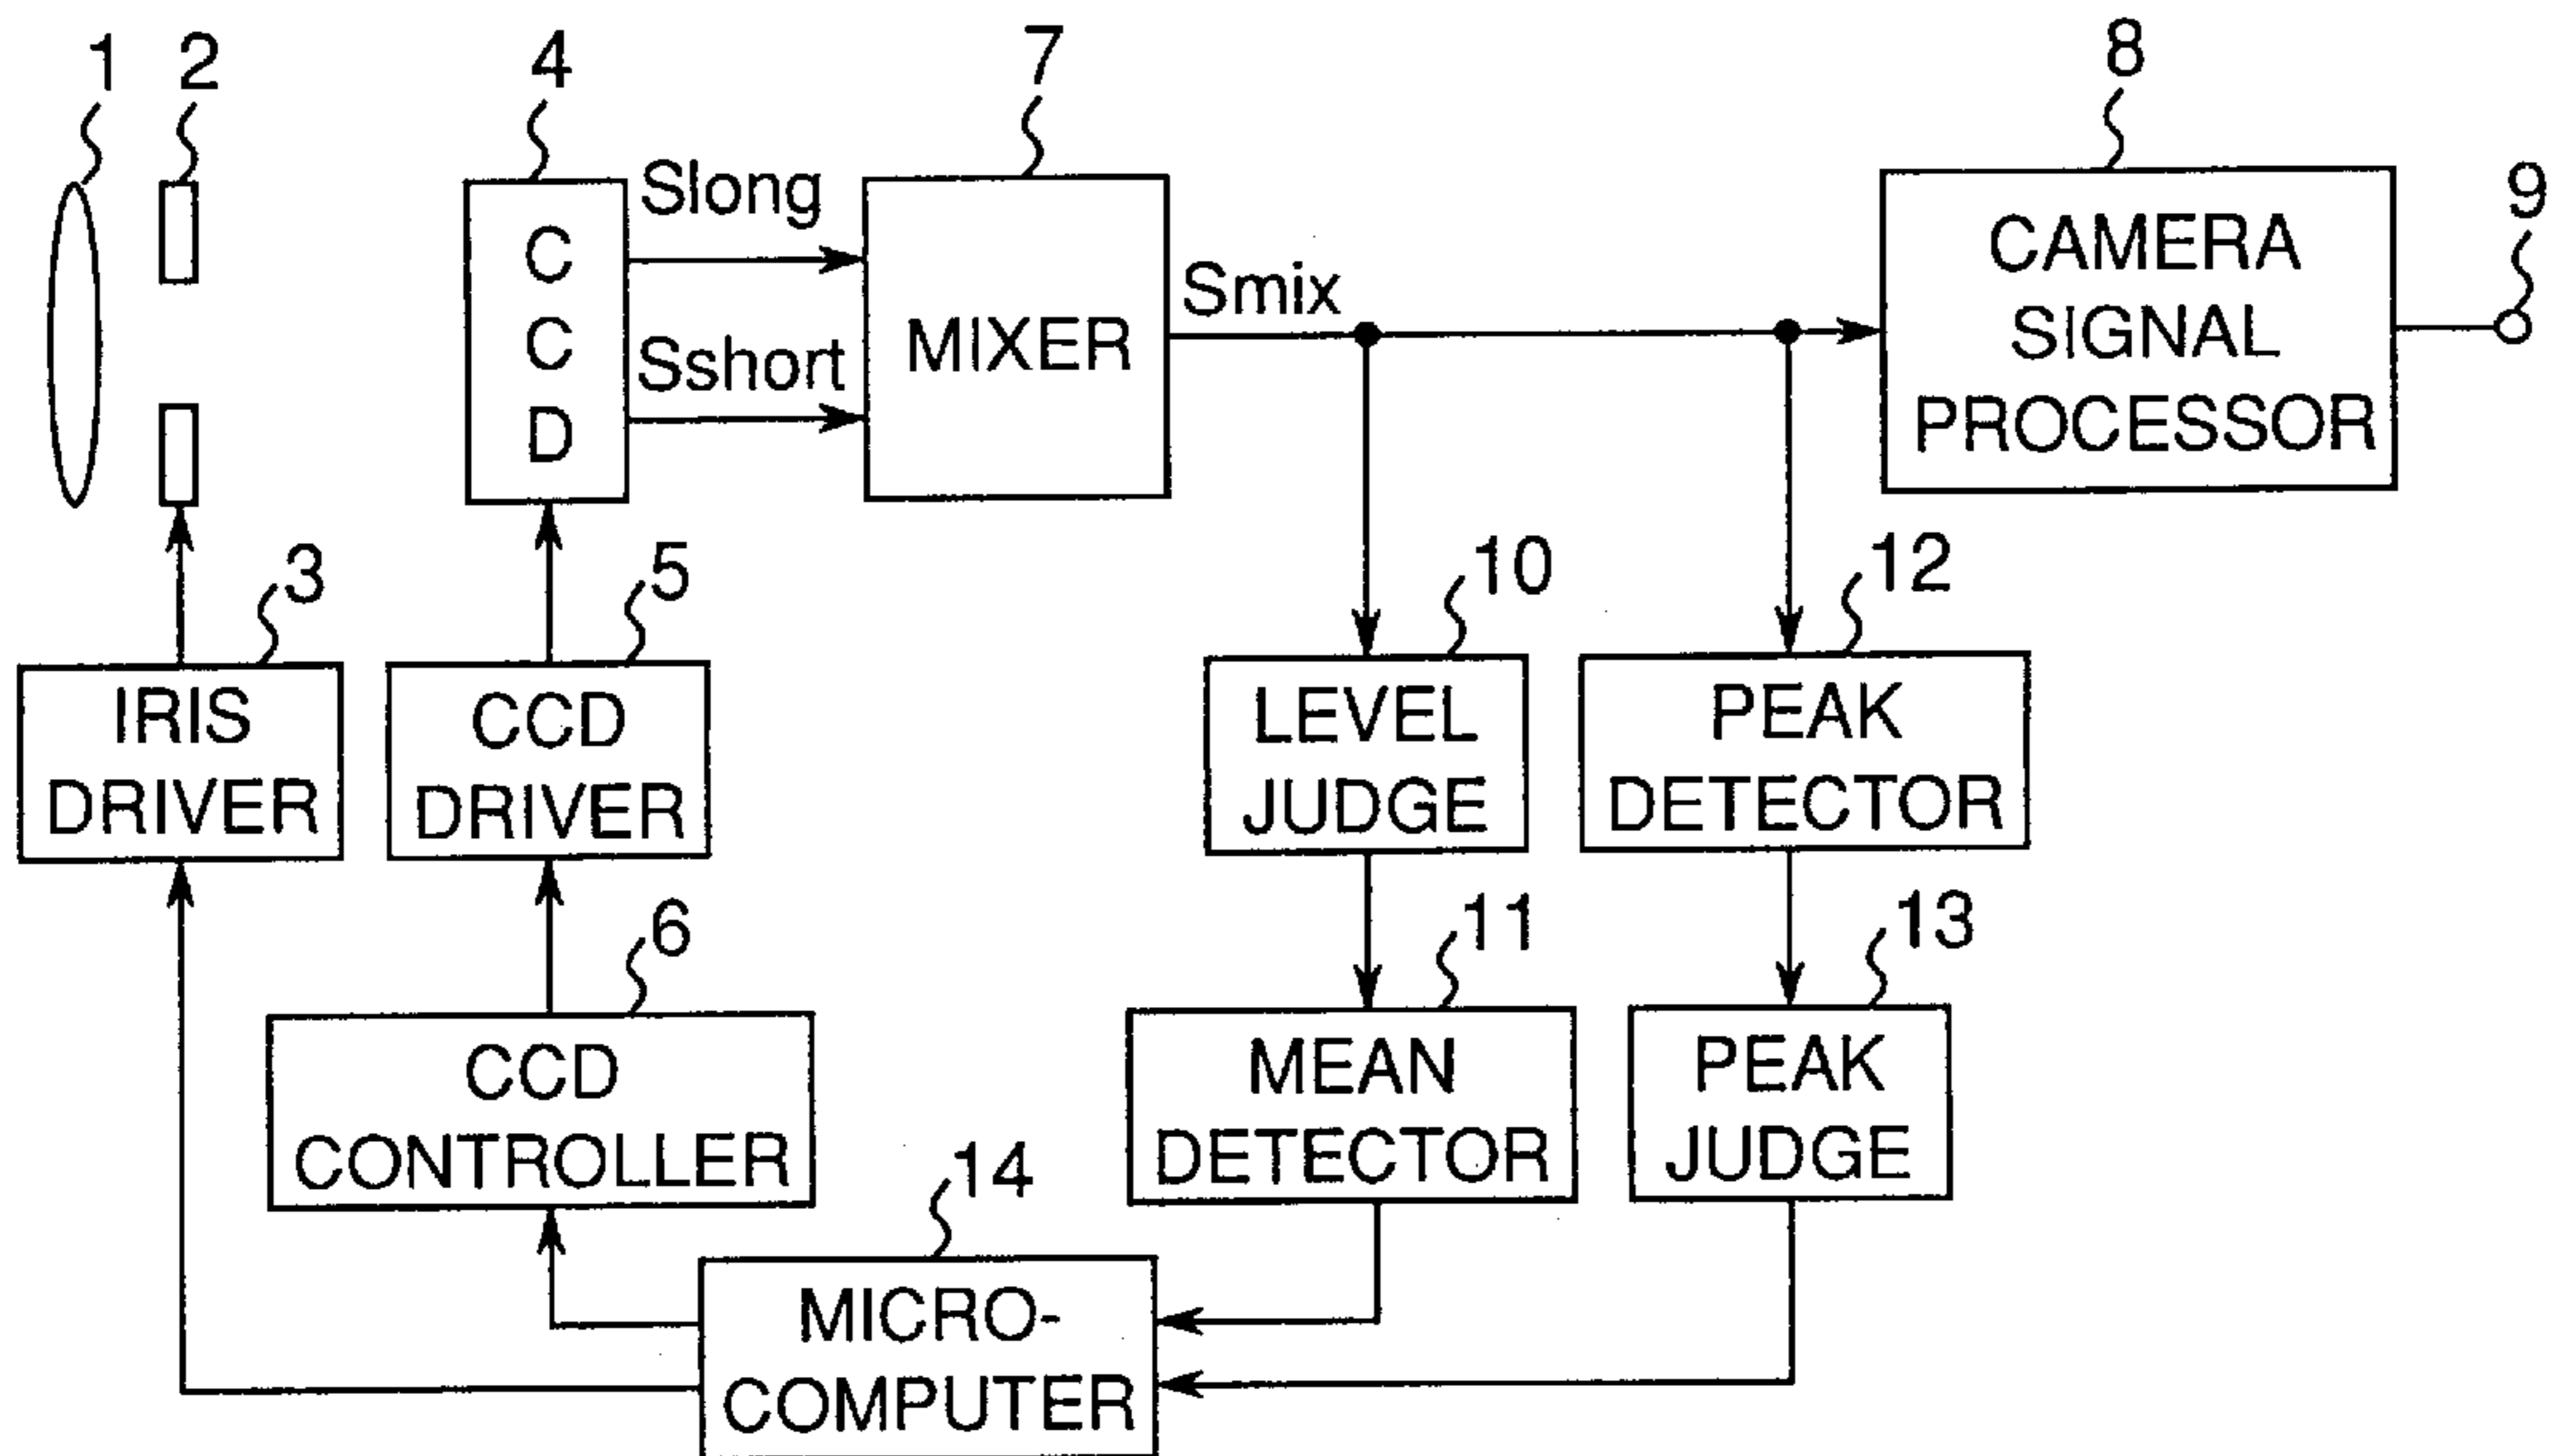 1
2
4
7
8
9
Slong
Sshort
C
C
D
MIXER
Smix
CAMERA
SIGNAL
PROCESSOR
3
5
10
12
IRIS
DRIVER
CCD
DRIVER
LEVEL
JUDGE
PEAK
DETECTOR
6
11
13
CCD
CONTROLLER
MEAN
DETECTOR
PEAK
JUDGE
14
MICRO-
COMPUTER